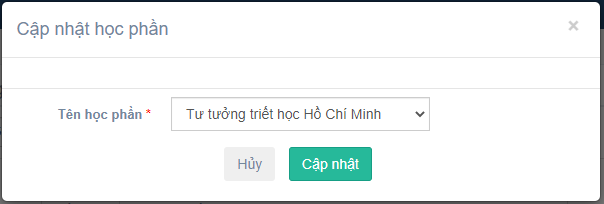 Cập nhật học phần ×
Tên học phần * Tư tưởng triết học Hồ Chí Minh
Hủy Cập nhật